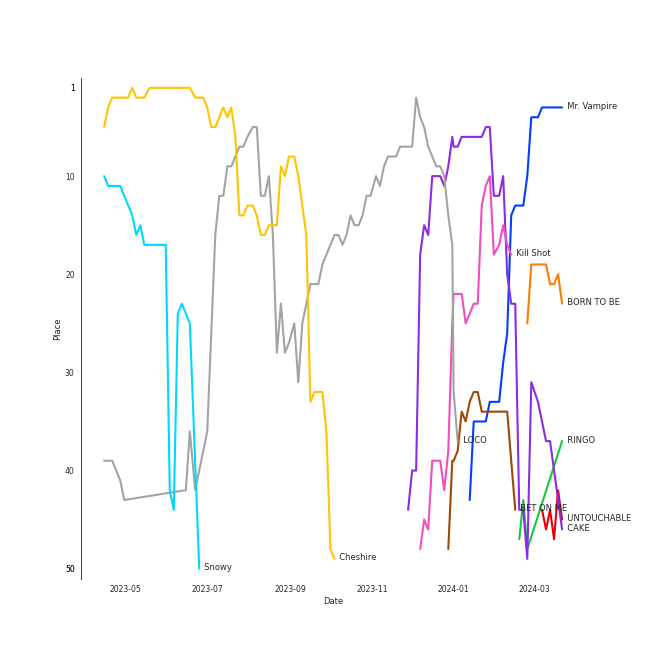 1
Mr. Vampire
10
Kill Shot
20
BORN TO BE
Place
30
40
LOCO
RINGO
BET ON ME
UNTOUCHABLE
CAKE
Cheshire
50
Snowy
2023-05
2023-07
2023-09
2023-11
2024-01
2024-03
Date